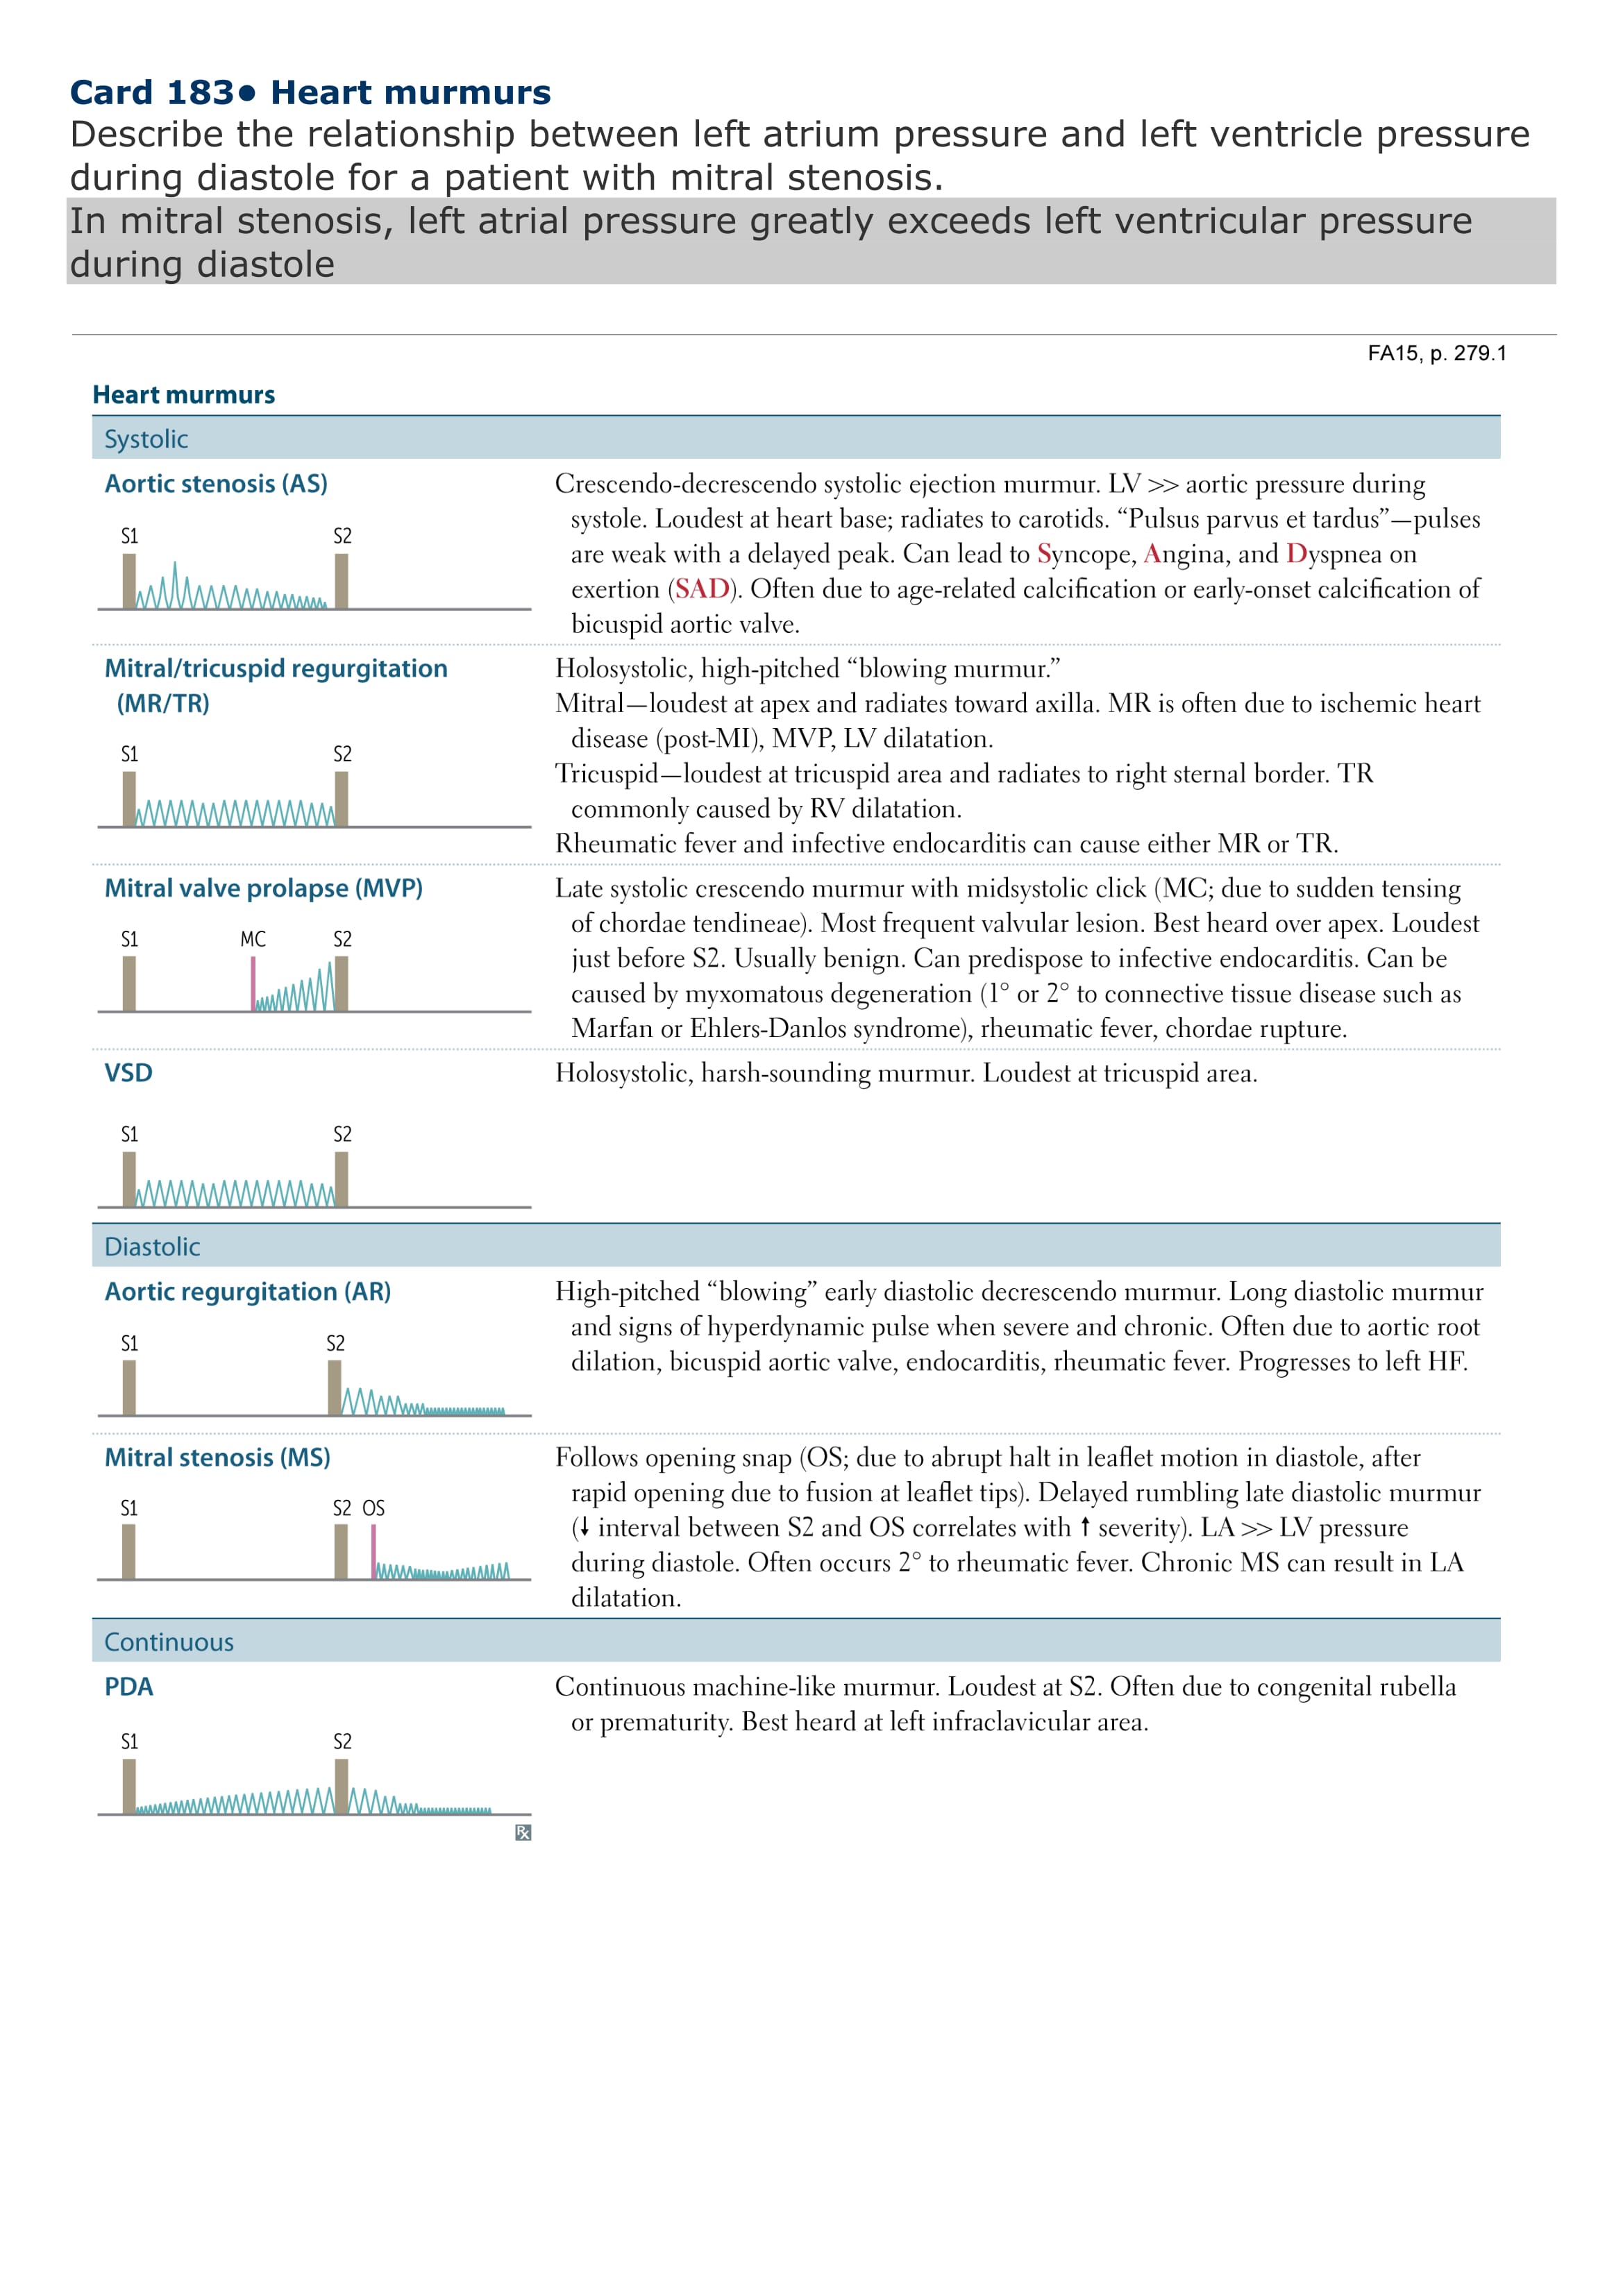 Card 183● Heart murmurs
Describe the relationship between left atrium pressure and left ventricle pressure
during diastole for a patient with mitral stenosis.
In mitral stenosis, left atrial pressure greatly exceeds left ventricular pressure
during diastole
FA15, p. 279.1
Heart murmurs
Systolic
Aortic stenosis (AS)
S1 S2
Crescendo-decrescendo systolic ejection murmur. LV >> aortic pressure during
systole. Loudest at heart base; radiates to carotids. “Pulsus parvus et tardus”—pulses
are weak with a delayed peak. Can lead to Syncope, Angina, and Dyspnea on
exertion (SAD). Often due to age-related calcification or early-onset calcification of
bicuspid aortic valve.
Mitral/tricuspid regurgitation
(MR/TR)
S1 S2
Holosystolic, high-pitched “blowing murmur.”
Mitral—loudest at apex and radiates toward axilla. MR is often due to ischemic heart
disease (post-MI), MVP, LV dilatation.
Tricuspid—loudest at tricuspid area and radiates to right sternal border. TR
commonly caused by RV dilatation.
Rheumatic fever and infective endocarditis can cause either MR or TR.
Mitral valve prolapse (MVP)
S1 MC S2
Late systolic crescendo murmur with midsystolic click (MC; due to sudden tensing
of chordae tendineae). Most frequent valvular lesion. Best heard over apex. Loudest
just before S2. Usually benign. Can predispose to infective endocarditis. Can be
caused by myxomatous degeneration (1° or 2° to connective tissue disease such as
Marfan or Ehlers-Danlos syndrome), rheumatic fever, chordae rupture.
VSD
S1 S2
Holosystolic, harsh-sounding murmur. Loudest at tricuspid area.
Diastolic
Aortic regurgitation (AR)
S1 S2
High-pitched “blowing” early diastolic decrescendo murmur. Long diastolic murmur
and signs of hyperdynamic pulse when severe and chronic. Often due to aortic root
dilation, bicuspid aortic valve, endocarditis, rheumatic fever. Progresses to left HF.
Mitral stenosis (MS)
S1 S2 OS
Follows opening snap (OS; due to abrupt halt in leaflet motion in diastole, after
rapid opening due to fusion at leaflet tips). Delayed rumbling late diastolic murmur
(↓ interval between S2 and OS correlates with ↑ severity). LA >> LV pressure
during diastole. Often occurs 2° to rheumatic fever. Chronic MS can result in LA
dilatation.
Continuous
PDA
S1 S2
Continuous machine-like murmur. Loudest at S2. Often due to congenital rubella
or prematurity. Best heard at left infraclavicular area.
Rx